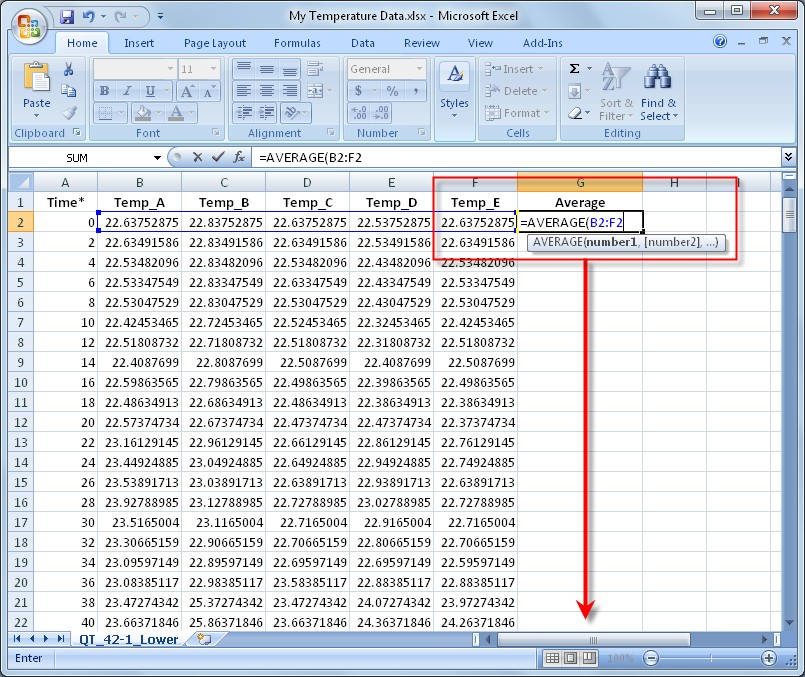 My Temperature Data.xlsx - Microsoft Excel
Home Insert Page Layout Formulas Data Review View Add-Ins
11 General Insert Σ
Paste B I U A A $ % , Styles Delete Sort & Find &
Format Filter Select
Clipboard Font Alignment Number Cells Editing
SUM fx =AVERAGE(B2:F2
A B C D E F G H I
1 Time* Temp_A Temp_B Temp_C Temp_D Temp_E Average
2 0 22.63752875 22.83752875 22.63752875 22.53752875 22.63752875 =AVERAGE(B2:F2
3 2 22.63491586 22.83491586 22.63491586 22.53491586 22.63491586 AVERAGE(number1, [number2], ...)
4 4 22.53482096 22.83482096 22.53482096 22.43482096 22.53482096
5 6 22.53347549 22.83347549 22.63347549 22.43347549 22.53347549
6 8 22.53047529 22.83047529 22.53047529 22.43047529 22.53047529
7 10 22.42453465 22.72453465 22.52453465 22.32453465 22.42453465
8 12 22.51808732 22.71808732 22.51808732 22.31808732 22.51808732
9 14 22.4087699 22.8087699 22.5087699 22.4087699 22.5087699
10 16 22.59863565 22.79863565 22.49863565 22.39863565 22.49863565
11 18 22.48634913 22.68634913 22.48634913 22.38634913 22.38634913
12 20 22.57374734 22.67374734 22.47374734 22.47374734 22.37374734
13 22 23.16129145 22.96129145 22.66129145 22.86129145 22.76129145
14 24 23.44924885 23.04924885 22.64924885 22.94924885 22.74924885
15 26 23.53891713 23.03891713 22.63891713 22.93891713 22.63891713
16 28 23.92788985 23.12788985 22.72788985 23.02788985 22.72788985
17 30 23.5165004 23.1165004 22.7165004 22.9165004 22.7165004
18 32 23.30665159 22.90665159 22.70665159 22.80665159 22.70665159
19 34 23.09597149 22.89597149 22.69597149 22.69597149 22.59597149
20 36 23.08385117 22.98385117 23.58385117 22.88385117 22.88385117
21 38 23.47274342 25.37274342 23.47274342 24.07274342 23.97274342
22 40 23.66371846 25.86371846 23.66371846 24.36371846 24.26371846
QT_42-1_Lower
Enter 100%